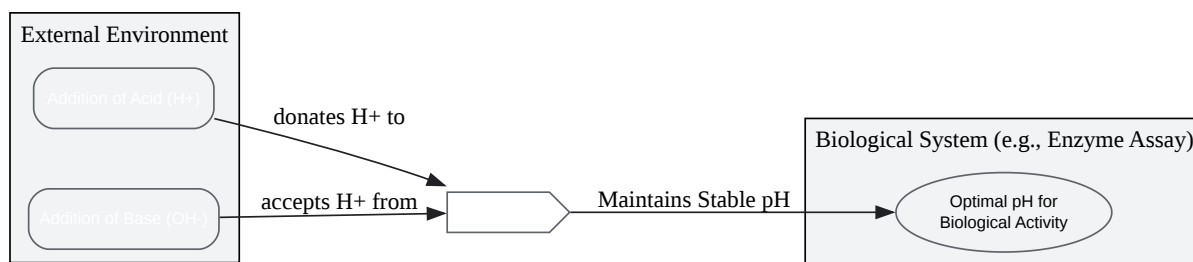 External Environment
Addition of Acid (H+)
donates H+ to
Addition of Base (OH-)
accepts H+ from
Maintains Stable pH
Biological System (e.g., Enzyme Assay)
Optimal pH for
Biological Activity